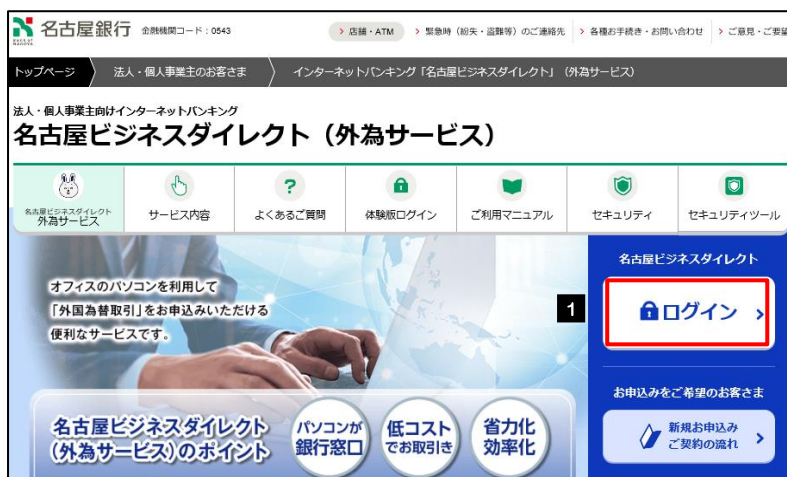 名古屋銀行 金融機関コード:0543
店舗・ATM
緊急時(紛失・盗難等)のご連絡先
各種お手続き・お問い合わせ
ご意見・ご要望
トップページ
法人・個人事業主のお客さま
インターネットバンキング「名古屋ビジネスダイレクト」(外為サービス)
法人・個人事業主向けインターネットバンキング
名古屋ビジネスダイレクト(外為サービス)
名古屋ビジネスダイレクト
外為サービス
サービス内容
よくあるご質問
体験版ログイン
ご利用マニュアル
セキュリティ
セキュリティツール
オフィスのパソコンを利用して
「外国為替取引」をお申込みいただける
便利なサービスです。
名古屋ビジネスダイレクト
1
ログイン
お申込みをご希望のお客さま
新規お申込み
ご契約の流れ
名古屋ビジネスダイレクト
(外為サービス)のポイント
パソコンが
銀行窓口
低コスト
でお取引き
省力化
効率化